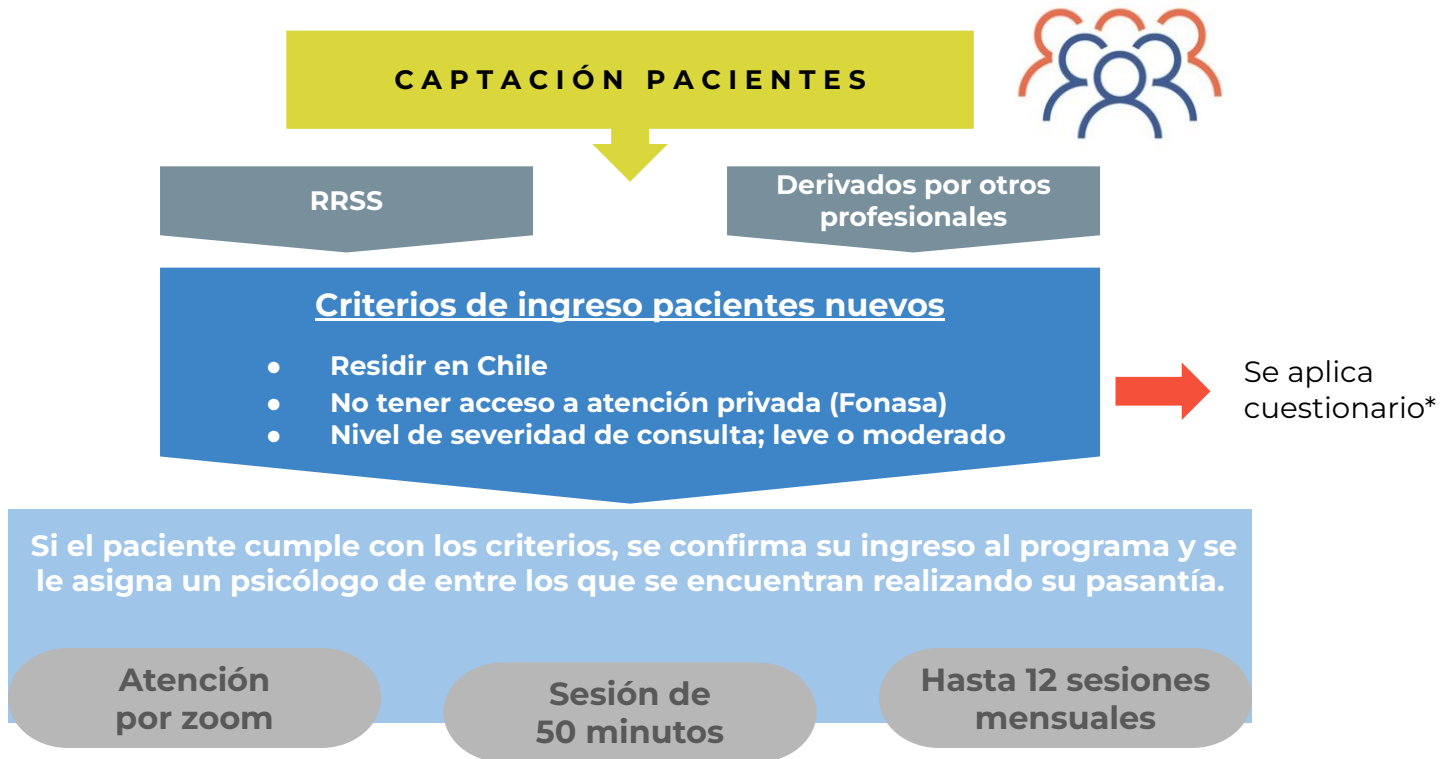 CAPTACIÓN PACIENTES
RRSS
Derivados por otros
profesionales
Criterios de ingreso pacientes nuevos
● Residir en Chile
● No tener acceso a atención privada (Fonasa)
● Nivel de severidad de consulta; leve o moderado
Se aplica
cuestionario*
Si el paciente cumple con los criterios, se confirma su ingreso al programa y se
le asigna un psicólogo de entre los que se encuentran realizando su pasantía.
Atención
por zoom
Sesión de
50 minutos
Hasta 12 sesiones
mensuales